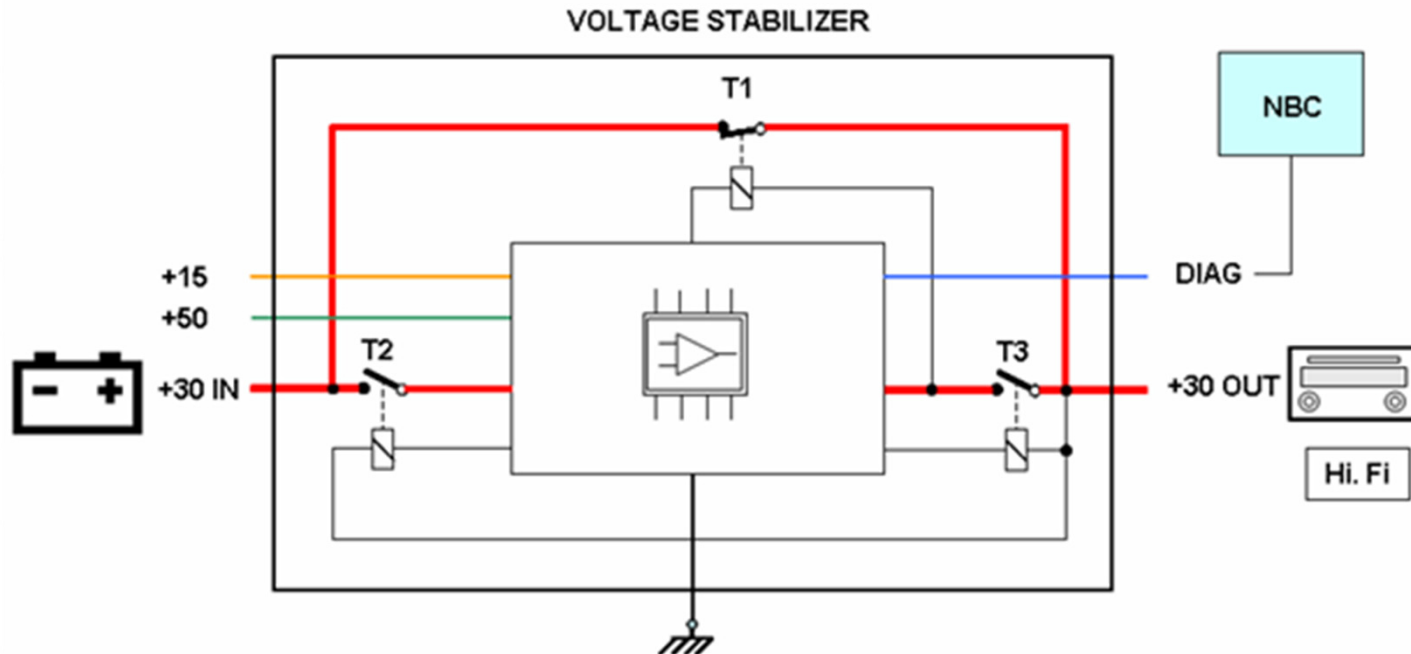 VOLTAGE STABILIZER
T1
NBC
+15
DIAG
+50
T2
T3
+30 IN
+30 OUT
Hi. Fi